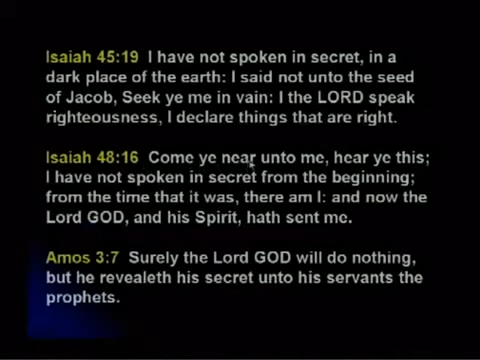 Isaiah 45:19 I have not spoken in secret, in a
dark place of the earth: I said not unto the seed
of Jacob, Seek ye me in vain: I the LORD speak
righteousness, I declare things that are right.
Isaiah 48:16 Come ye near unto me, hear ye this;
I have not spoken in secret from the beginning;
from the time that it was, there am I: and now the
Lord GOD, and his Spirit, hath sent me.
Amos 3:7 Surely the Lord GOD will do nothing,
but he revealeth his secret unto his servants the
prophets.